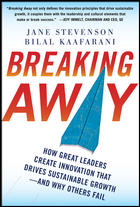 "Breaking Away not only defines the innovation principles that drive sustainable
growth, it couples them with the leadership and cultural elements that
make or break success." —JEFF IMMELT, CHAIRMAN AND CEO, GE
JANE STEVENSON
BILAL KAAFARANI
BREAKING
AWAY
HOW GREAT LEADERS
CREATE INNOVATION THAT
DRIVES SUSTAINABLE GROWTH—
—AND WHY OTHERS FAIL